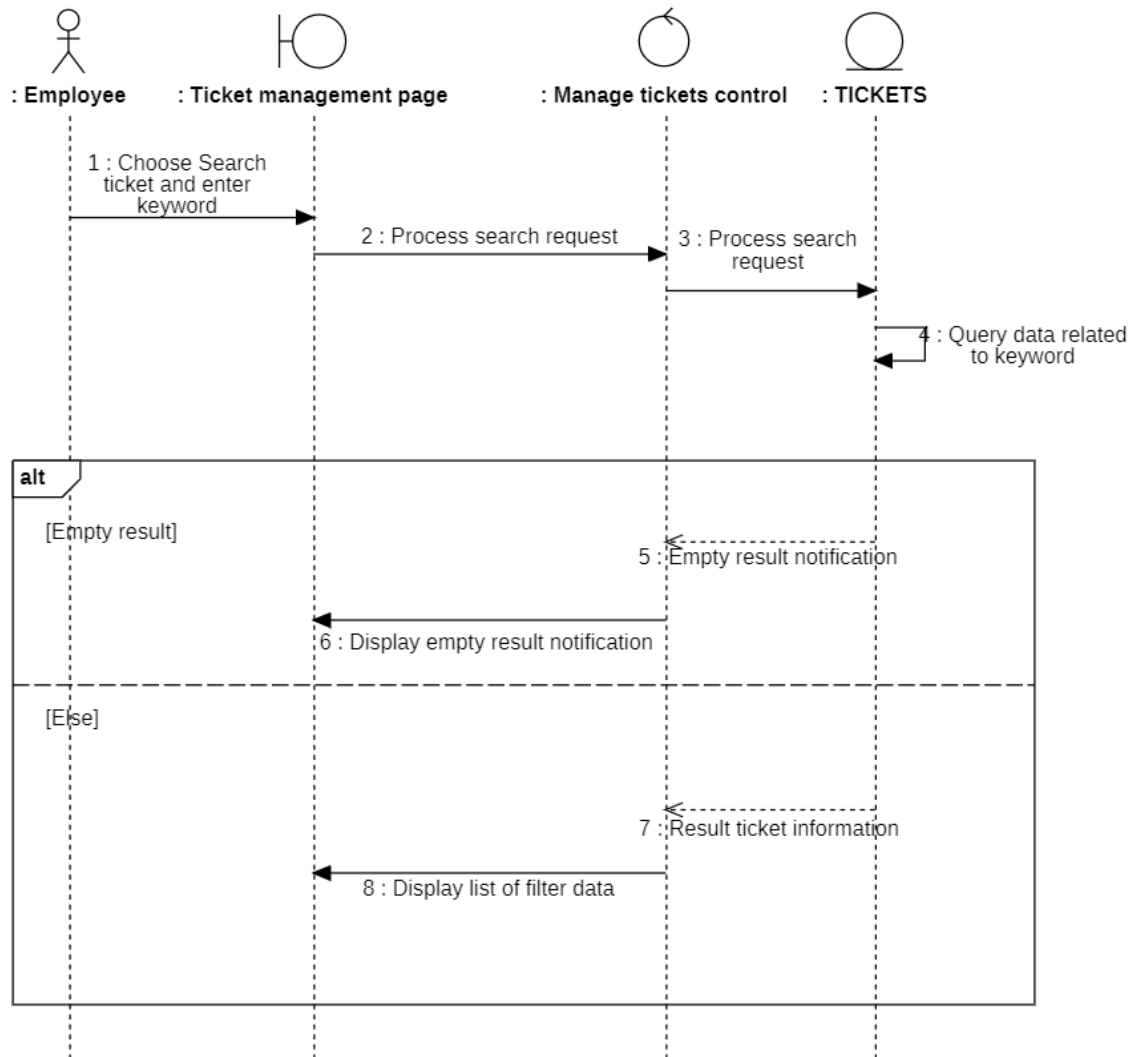 : Employee
: Ticket management page
: Manage tickets control
: TICKETS
1 : Choose Search
ticket and enter
keyword
2 : Process search request
3 : Process search
request
4 : Query data related
to keyword
alt
[Empty result]
5 : Empty result notification
6 : Display empty result notification
[Else]
7 : Result ticket information
8 : Display list of filter data